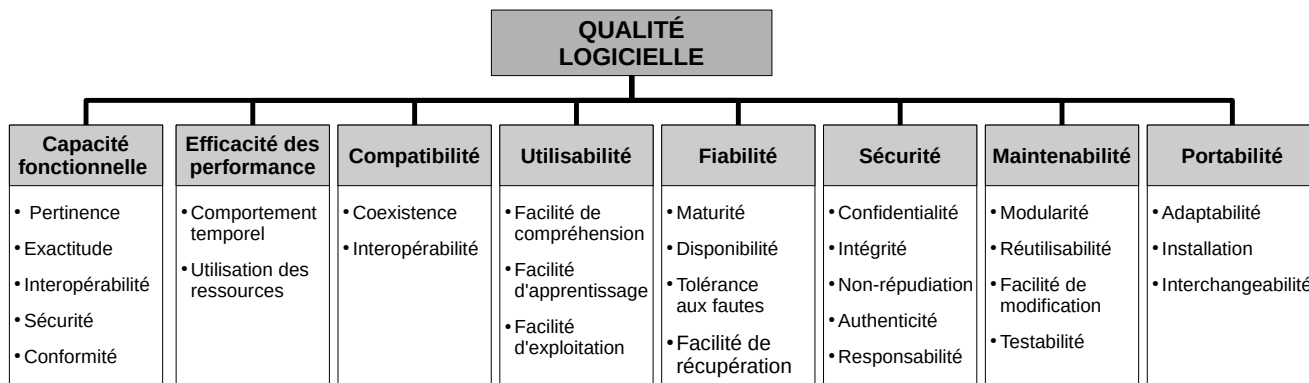 QUALITÉ
LOGICIELLE
Capacité
fonctionnelle
• Pertinence
• Exactitude
• Interopérabilité
• Sécurité
• Conformité
Efficacité des
performance
• Comportement
temporel
• Utilisation des
ressources
Compatibilité
• Coexistence
• Interopérabilité
Utilisabilité
• Facilité de
compréhension
• Facilité
d'apprentissage
• Facilité
d'exploitation
Fiabilité
• Maturité
• Disponibilité
• Tolérance
aux fautes
• Facilité de
récupération
Sécurité
• Confidentialité
• Intégrité
• Non-répudiation
• Authenticité
• Responsabilité
Maintenabilité
• Modularité
• Réutilisabilité
• Facilité de
modification
• Testabilité
Portabilité
• Adaptabilité
• Installation
• Interchangeabilité